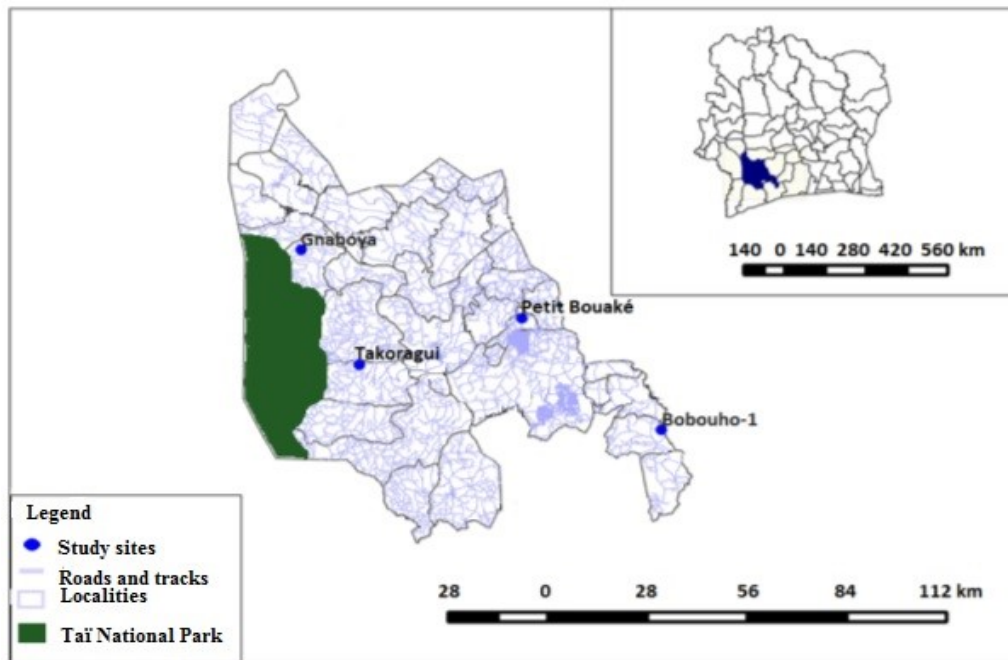 140 0 140 280 420 560 km
Gnaboya
Petit Bouaké
Takoragui
Bobouho-1
Legend
Study sites
Roads and tracks
Localities
Taï National Park
28 0 28 56 84 112 km